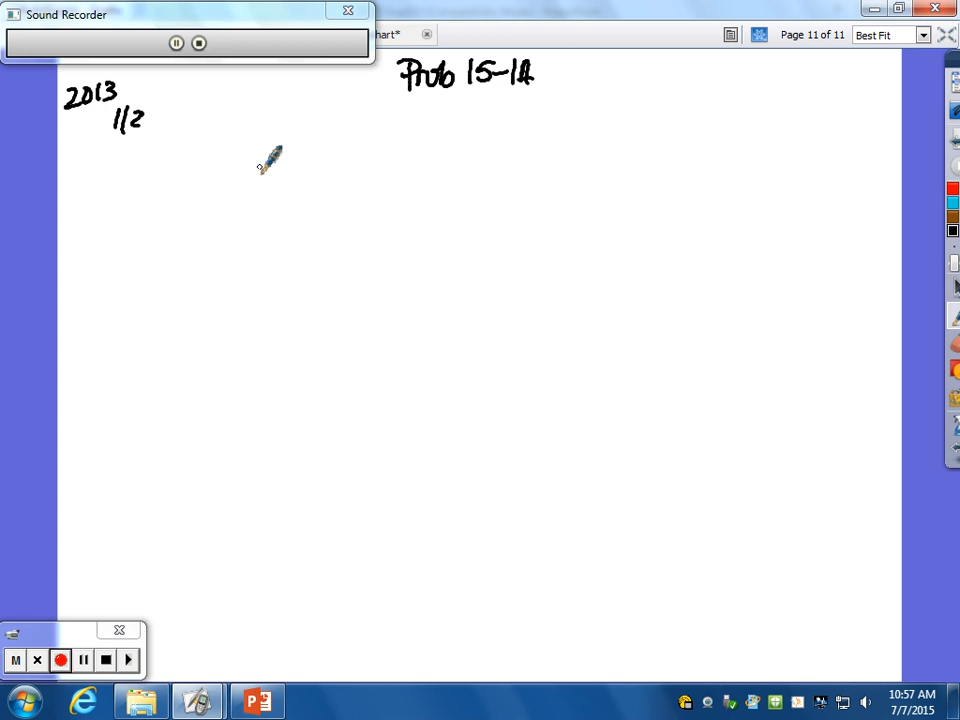 Sound Recorder
hart*
Page 11 of 11
Best Fit
Prob 15-1A
2013
1/2
M
10:57 AM
7/7/2015